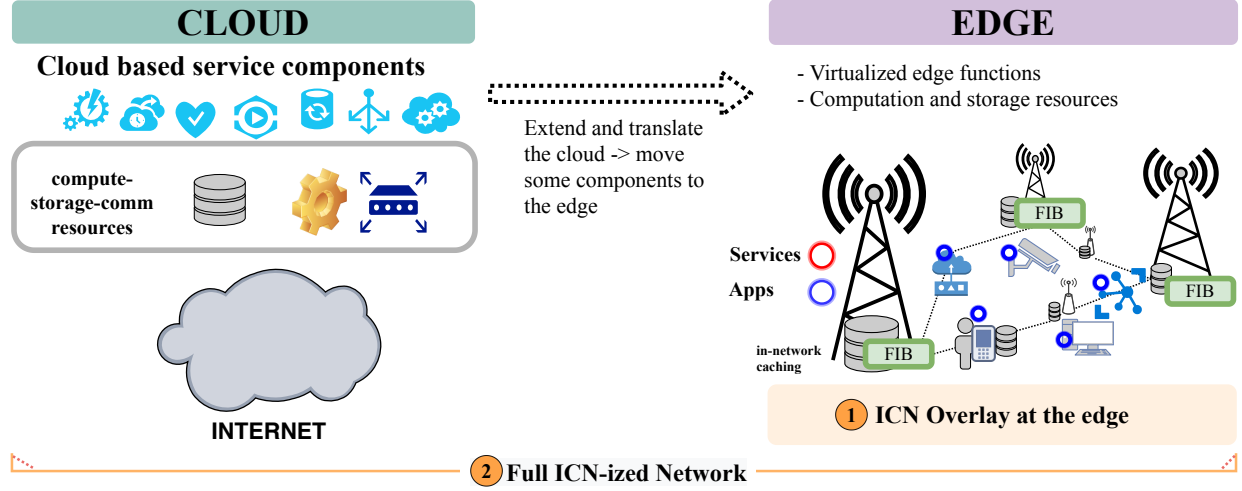 CLOUD
Cloud based service components
compute-
storage-comm
resources
INTERNET
Extend and translate
the cloud -> move
some components to
the edge
EDGE
- Virtualized edge functions
- Computation and storage resources
FIB
Services
Apps
FIB
FIB
in-network
caching
1 ICN Overlay at the edge
2 Full ICN-ized Network